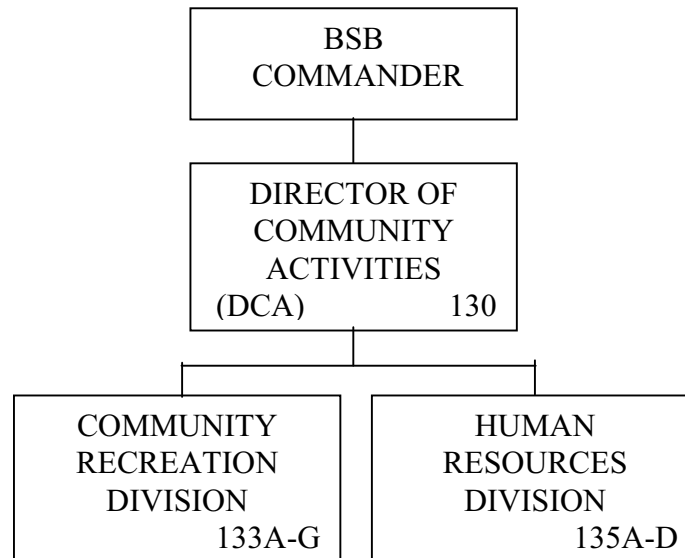 BSB
COMMANDER
DIRECTOR OF
COMMUNITY
ACTIVITIES
(DCA) 130
COMMUNITY
RECREATION
DIVISION
133A-G
HUMAN
RESOURCES
DIVISION
135A-D